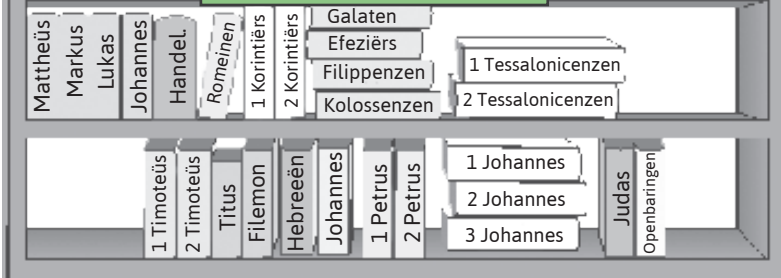 Mattheüs
Markus
Lukas
Johannes
Handel.
Romeinen
1 Korintiërs
2 Korintiërs
Galaten
Efeziërs
Filippenzen
Kolossenzen
1 Tessalonicenzen
2 Tessalonicenzen
1 Timoteüs
2 Timoteüs
Titus
Filemon
Hebreeën
Johannes
1 Petrus
2 Petrus
1 Johannes
2 Johannes
3 Johannes
Judas
Openbaringen